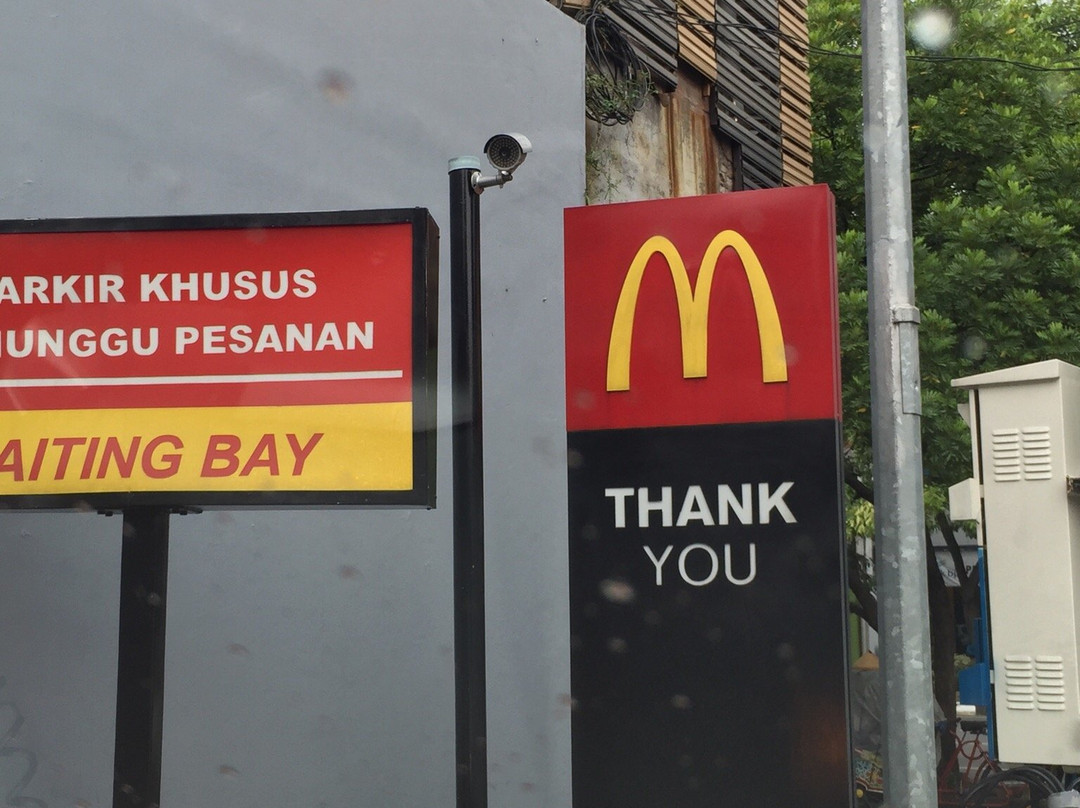 ARKIR KHUSUS
UNGGU PESANAN
AITING BAY
THANK
YOU